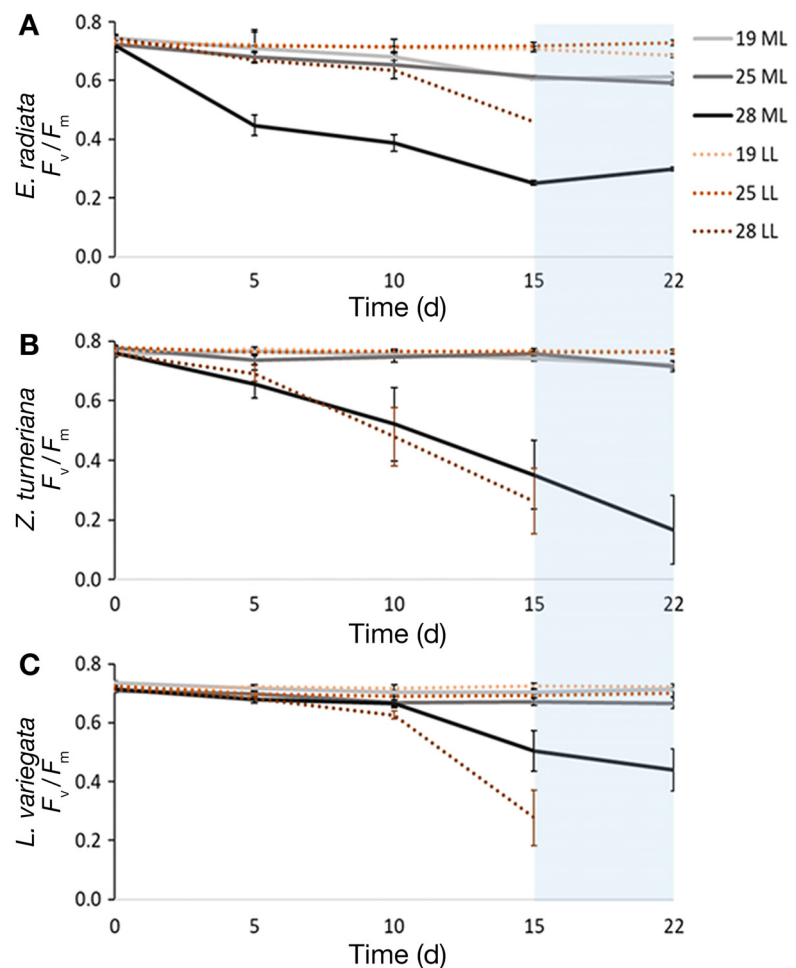 A
E. radiata
Fv/Fm
0.8
0.6
0.4
0.2
0.0
0 5 10 15 22
Time (d)
19 ML
25 ML
28 ML
19 LL
25 LL
28 LL
B
Z. turneriana
Fv/Fm
0.8
0.6
0.4
0.2
0.0
0 5 10 15 22
Time (d)
C
L. variegata
Fv/Fm
0.8
0.6
0.4
0.2
0.0
0 5 10 15 22
Time (d)